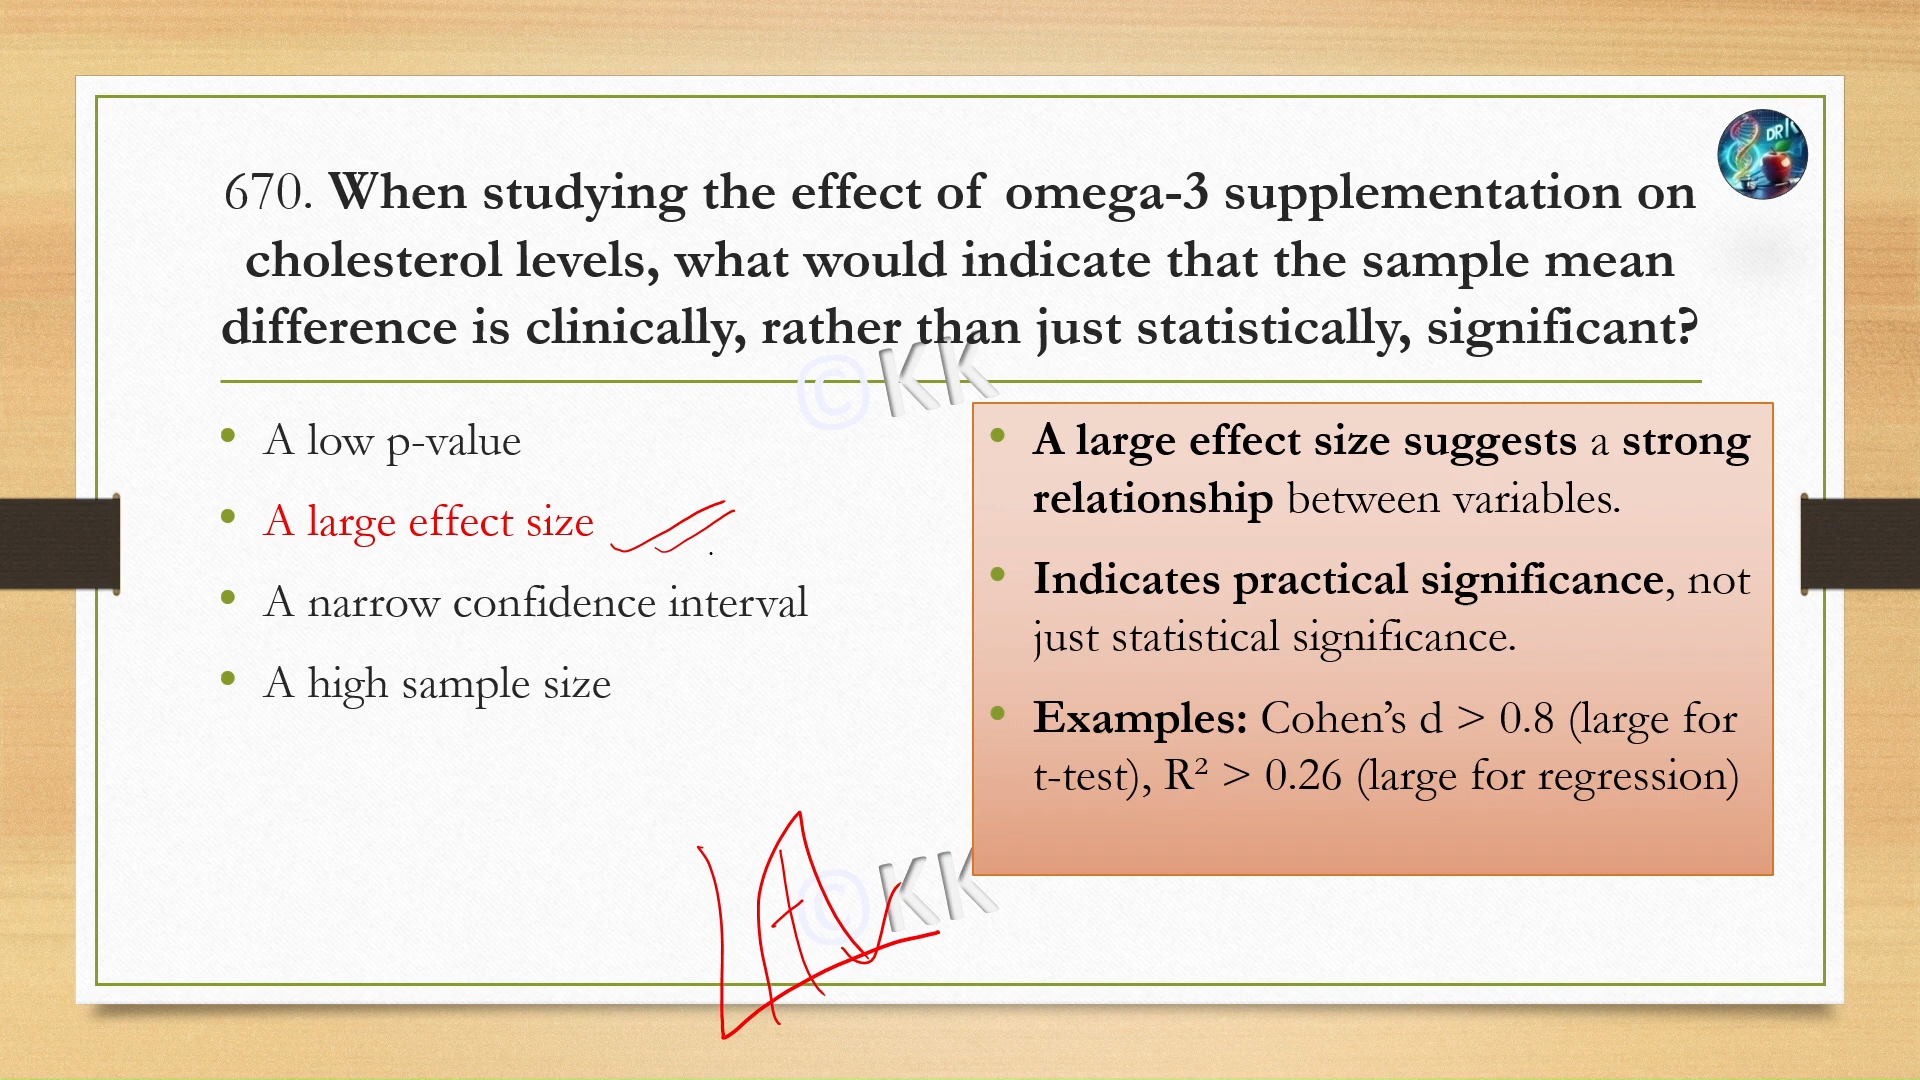 DR K
670. When studying the effect of omega-3 supplementation on
cholesterol levels, what would indicate that the sample mean
difference is clinically, rather than just statistically, significant?
©KK
• A low p-value
• A large effect size
• A narrow confidence interval
• A high sample size
• A large effect size suggests a strong
relationship between variables.
• Indicates practical significance, not
just statistical significance.
• Examples: Cohen’s d > 0.8 (large for
t-test), R² > 0.26 (large for regression)
©KK